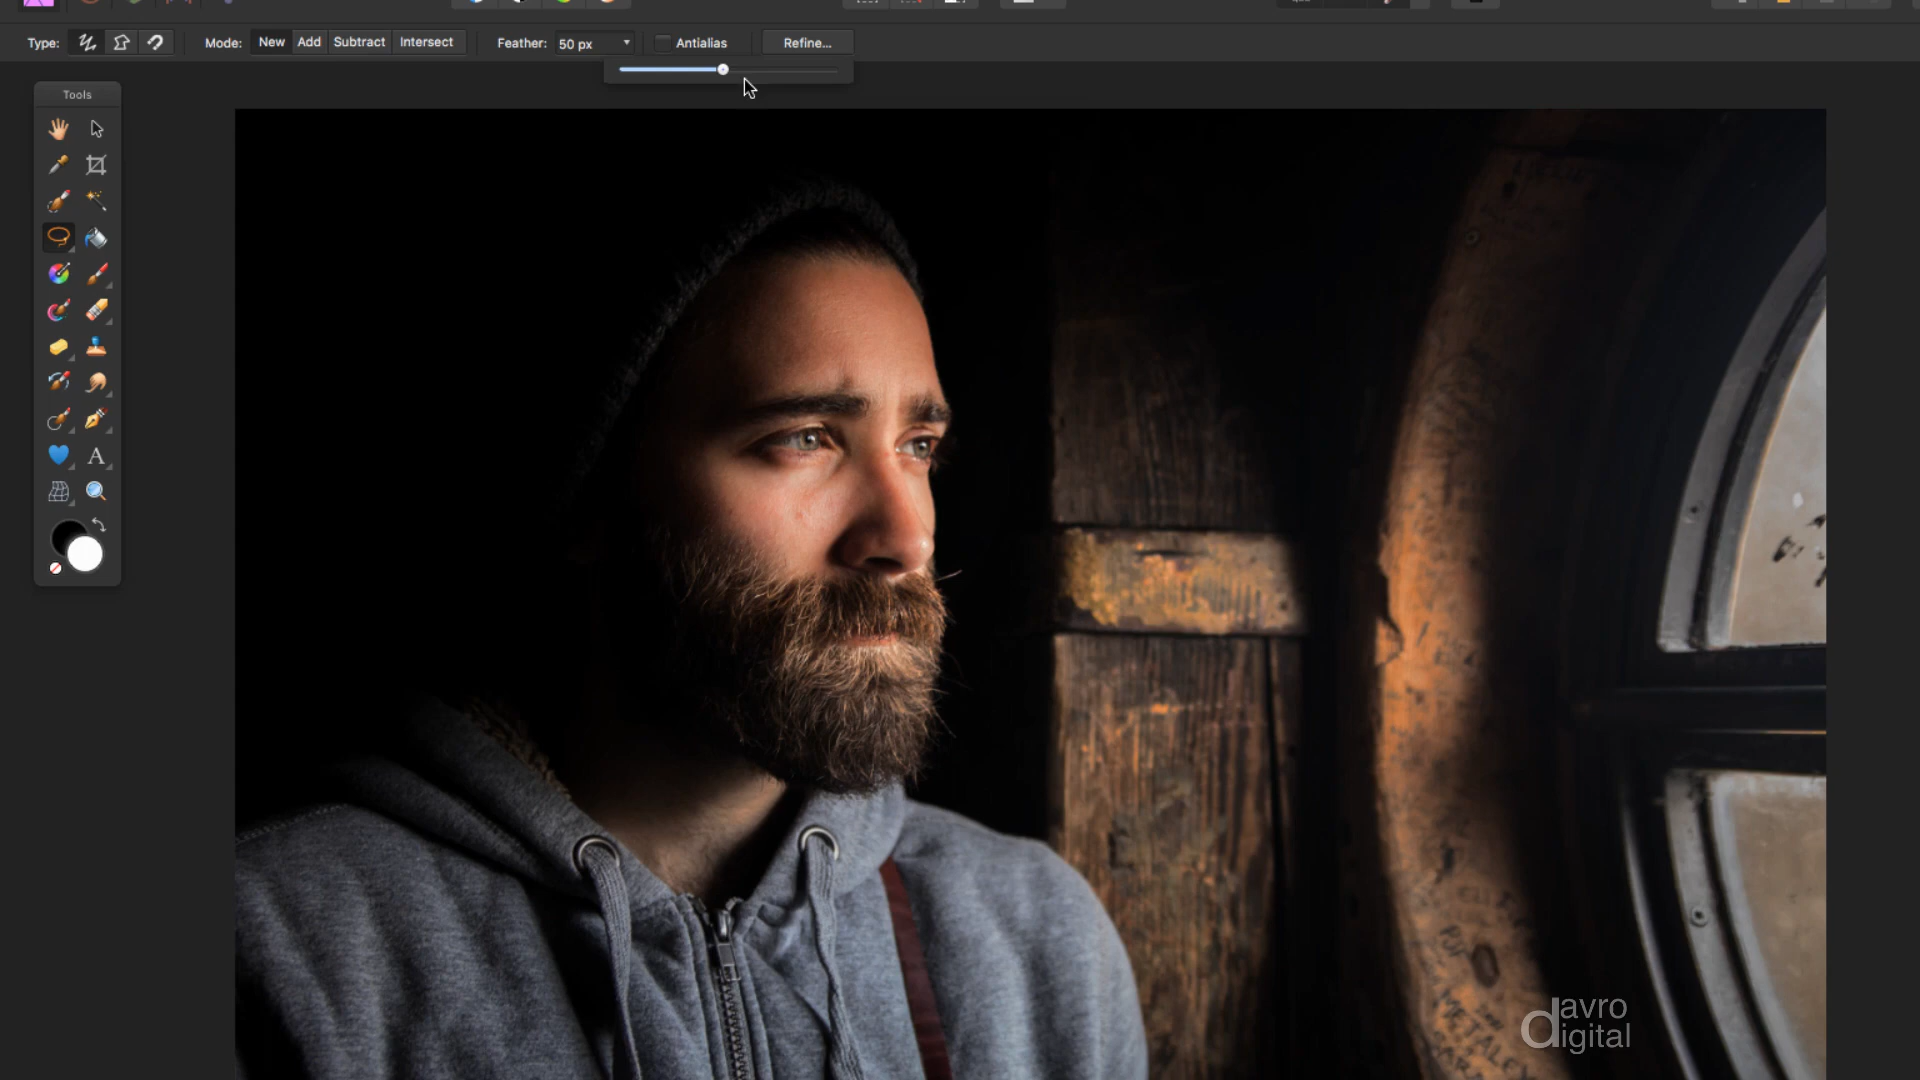 Type:
Mode:
New
Add
Subtract
Intersect
Feather:
50 px
Antialias
Refine...
Tools
A
davro
digital